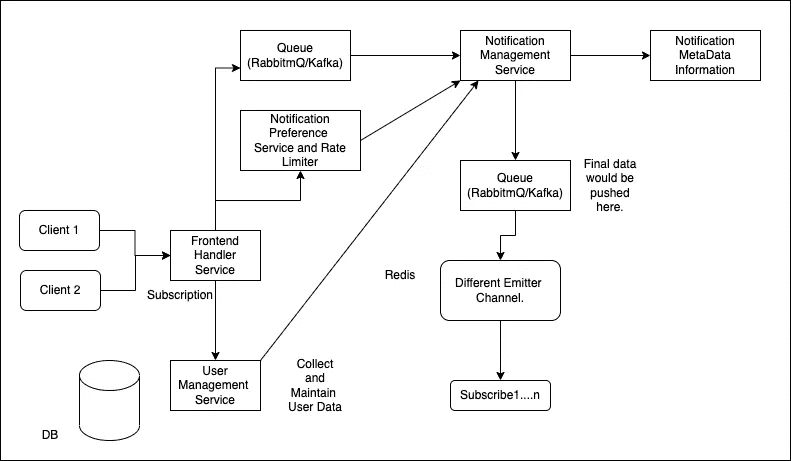 Queue
(RabbitmQ/Kafka)
Notification
Management
Service
Notification
MetaData
Information
Notification
Preference
Service and Rate
Limiter
Queue
(RabbitmQ/Kafka)
Final data
would be
pushed
here.
Client 1
Frontend
Handler
Service
Client 2
Subscription
Redis
Different Emitter
Channel.
User
Management
Service
Collect
and
Maintain
User Data
Subscribe1....n
DB